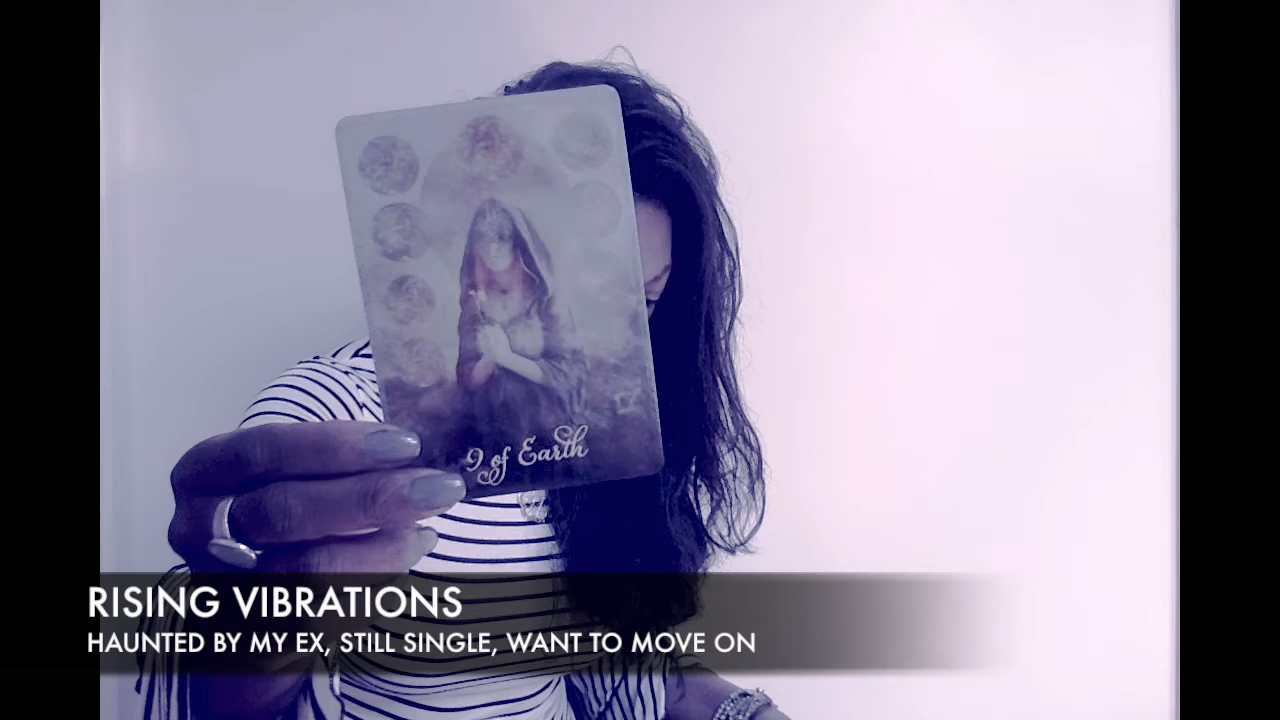 9 of Earth
RISING VIBRATIONS
HAUNTED BY MY EX, STILL SINGLE, WANT TO MOVE ON